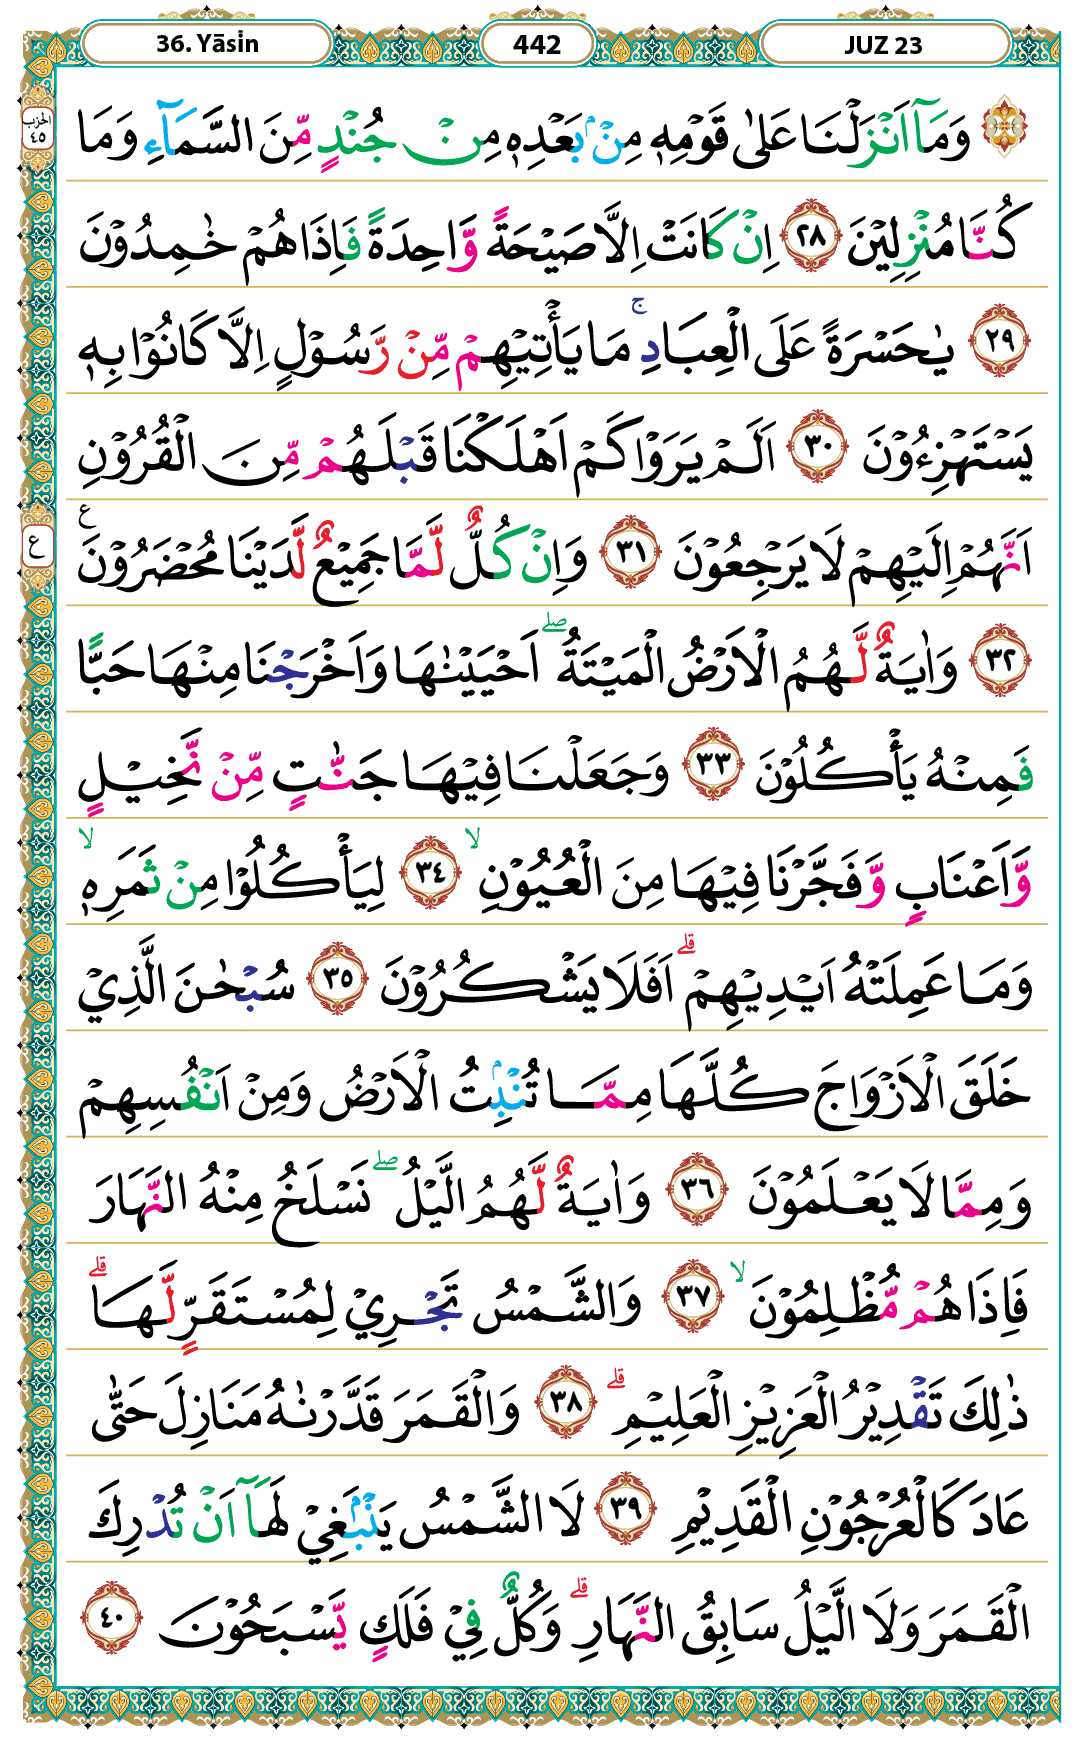 36. Yāsin
442
JUZ 23
الحزب
٤٥
وَمَآ اَنْزَلْنَا عَلٰى قَوْمِهٖ مِنْۢ بَعْدِهٖ مِنْ جُنْدٍ مِّنَ السَّمَآءِ وَمَا
كُنَّا مُنْزِلِيْنَ ٢٨ اِنْ كَانَتْ اِلَّا صَيْحَةً وَّاحِدَةً فَاِذَا هُمْ خٰمِدُوْنَ
٢٩ يٰحَسْرَةً عَلَى الْعِبَادِۚ مَا يَأْتِيْهِمْ مِّنْ رَّسُوْلٍ اِلَّا كَانُوْا بِهٖ
يَسْتَهْزِءُوْنَ ٣٠ اَلَمْ يَرَوْا كَمْ اَهْلَكْنَا قَبْلَهُمْ مِّنَ الْقُرُوْنِ
ع
اَنَّهُمْ اِلَيْهِمْ لَا يَرْجِعُوْنَ ٣١ وَاِنْ كُلٌّ لَّمَّا جَمِيْعٌ لَّدَيْنَا مُحْضَرُوْنَ ع
٣٢ وَاٰيَةٌ لَّهُمُ الْاَرْضُ الْمَيْتَةُۖ اَحْيَيْنٰهَا وَاَخْرَجْنَا مِنْهَا حَبًّا
فَمِنْهُ يَأْكُلُوْنَ ٣٣ وَجَعَلْنَا فِيْهَا جَنّٰتٍ مِّنْ نَّخِيْلٍ
وَّاَعْنَابٍ وَّفَجَّرْنَا فِيْهَا مِنَ الْعُيُوْنِۙ ٣٤ لِيَأْكُلُوْا مِنْ ثَمَرِهٖۙ
وَمَا عَمِلَتْهُ اَيْدِيْهِمْۗ اَفَلَا يَشْكُرُوْنَ ٣٥ سُبْحٰنَ الَّذِيْ
خَلَقَ الْاَزْوَاجَ كُلَّهَا مِمَّا تُنْۢبِتُ الْاَرْضُ وَمِنْ اَنْفُسِهِمْ
وَمِمَّا لَا يَعْلَمُوْنَ ٣٦ وَاٰيَةٌ لَّهُمُ الَّيْلُۖ نَسْلَخُ مِنْهُ النَّهَارَ
فَاِذَا هُمْ مُّظْلِمُوْنَۙ ٣٧ وَالشَّمْسُ تَجْرِيْ لِمُسْتَقَرٍّ لَّهَاۗ
ذٰلِكَ تَقْدِيْرُ الْعَزِيْزِ الْعَلِيْمِۗ ٣٨ وَالْقَمَرَ قَدَّرْنٰهُ مَنَازِلَ حَتّٰى
عَادَ كَالْعُرْجُوْنِ الْقَدِيْمِ ٣٩ لَا الشَّمْسُ يَنْۢبَغِيْ لَهَآ اَنْ تُدْرِكَ
الْقَمَرَ وَلَا الَّيْلُ سَابِقُ النَّهَارِۗ وَكُلٌّ فِيْ فَلَكٍ يَّسْبَحُوْنَ ٤٠